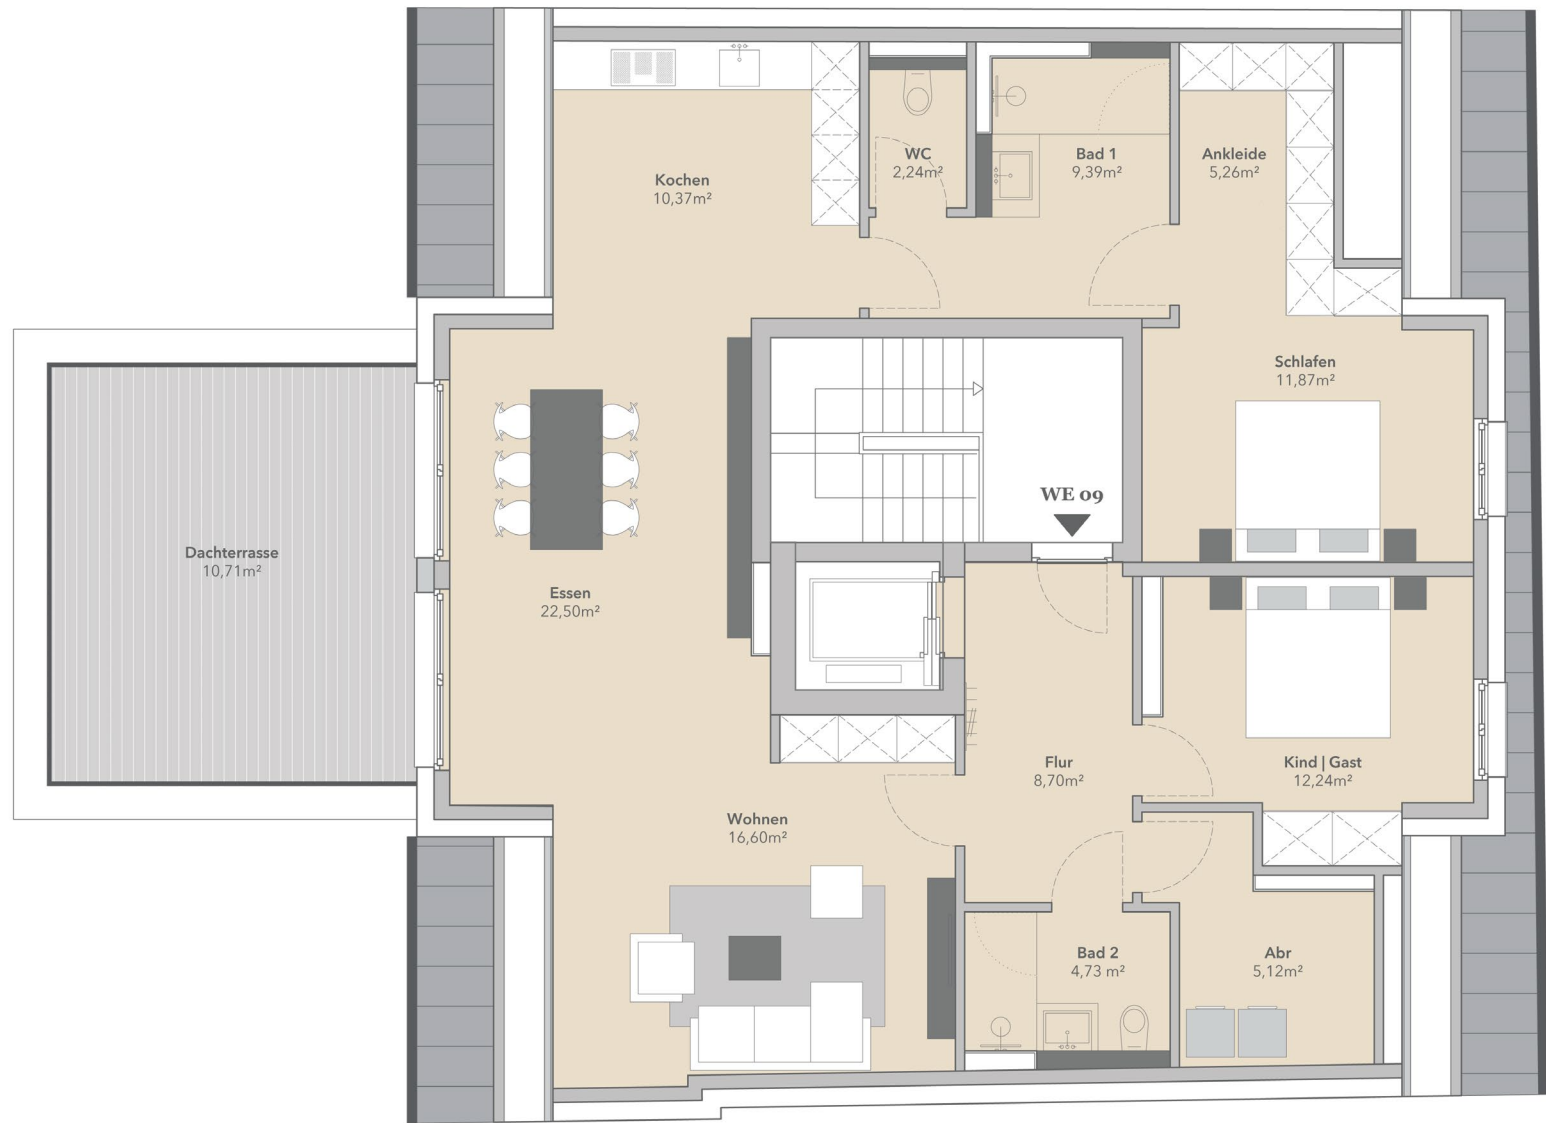 Kochen
10,37m²
WC
2,24m²
Bad 1
9,39m²
Ankleide
5,26m²
Schlafen
11,87m²
WE 09
Dachterrasse
10,71m²
Essen
22,50m²
Flur
8,70m²
Kind | Gast
12,24m²
Wohnen
16,60m²
Bad 2
4,73 m²
Abr
5,12m²